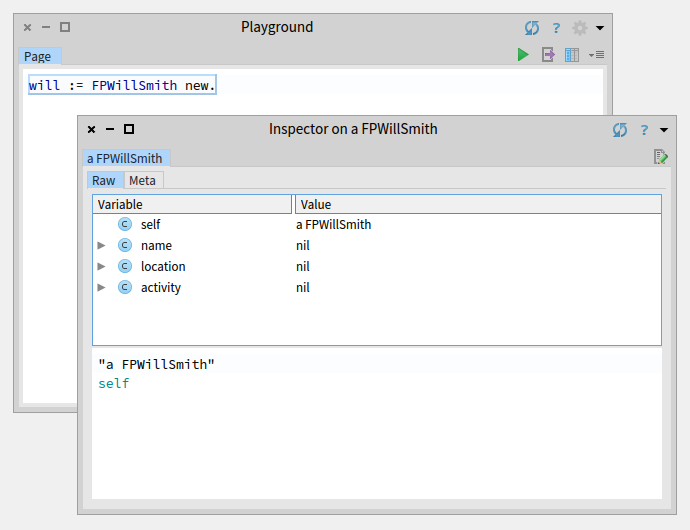 Playground
?
Page
will := FPWillSmith new.
Inspector on a FPWillSmith
?
a FPWillSmith
Raw Meta
Variable Value
C self a FPWillSmith
C name nil
C location nil
C activity nil
"a FPWillSmith"
self